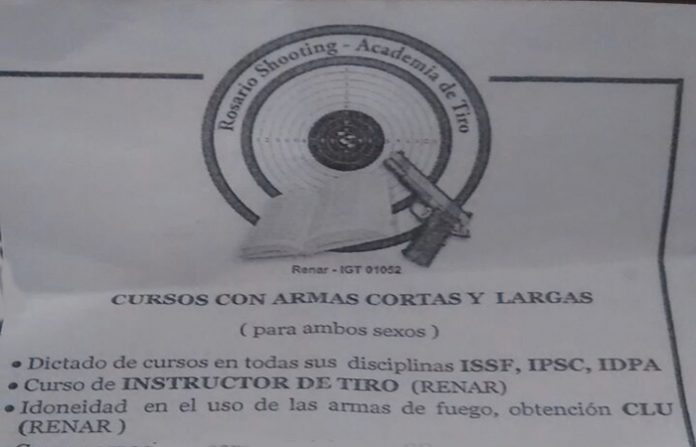 Rosario Shooting - Academia de Tiro
Renar - IGT 01052
CURSOS CON ARMAS CORTAS Y LARGAS
( para ambos sexos )
• Dictado de cursos en todas sus disciplinas ISSF, IPSC, IDPA
• Curso de INSTRUCTOR DE TIRO (RENAR)
• Idoneidad en el uso de las armas de fuego, obtención CLU
(RENAR )